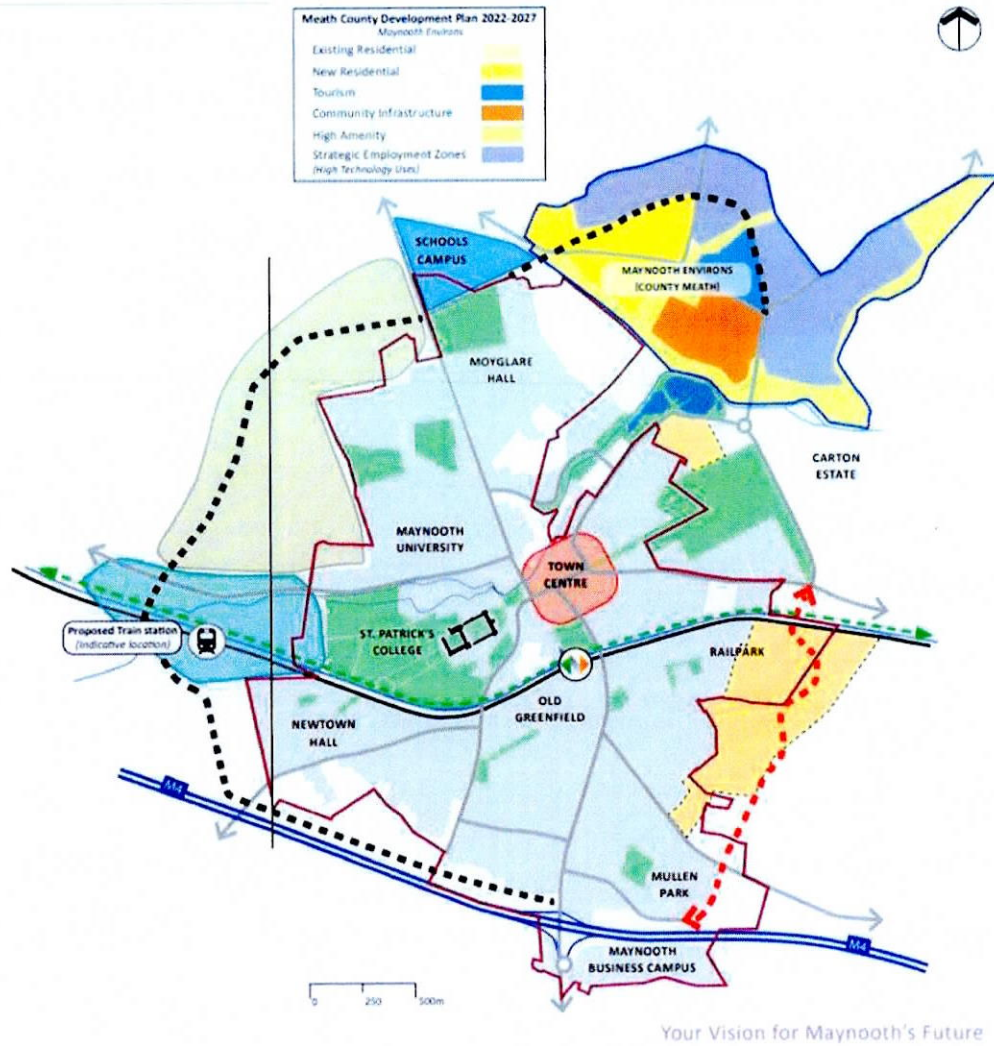 Meath County Development Plan 2022-2027
Maynooth Environs
Existing Residential
New Residential
Tourism
Community Infrastructure
High Amenity
Strategic Employment Zones
(High Technology Uses)
SCHOOLS
CAMPUS
MAYNOOTH ENVIRONS
(COUNTY MEATH)
MOYGLARE
HALL
CARTON
ESTATE
MAYNOOTH
UNIVERSITY
TOWN
CENTRE
Proposed Train station
(Indicative location)
ST. PATRICK'S
COLLEGE
RAILPARK
OLD
GREENFIELD
NEWTOWN
HALL
M4
MULLEN
PARK
M4
MAYNOOTH
BUSINESS CAMPUS
0 250 500m
Your Vision for Maynooth's Future